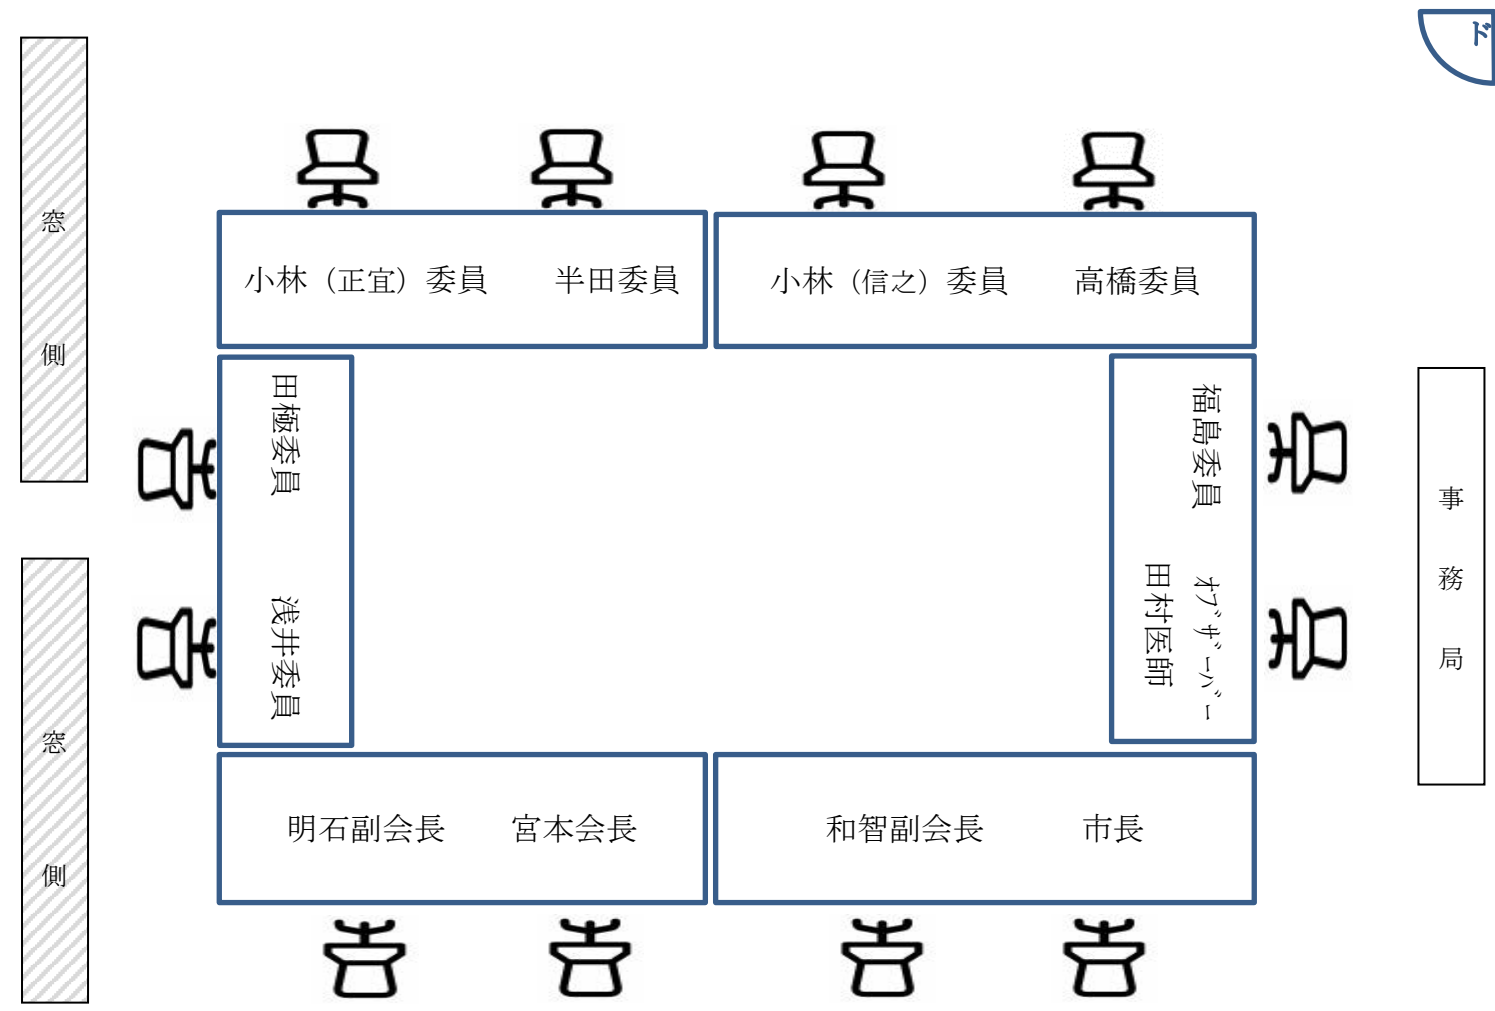 ド
窓側
小林（正宜）委員　　半田委員
小林（信之）委員　　高橋委員
田極委員
浅井委員
福島委員
ｵﾌﾞｻﾞｰﾊﾞｰ
田村医師
事務局
窓側
明石副会長　　宮本会長
和智副会長　　　市長